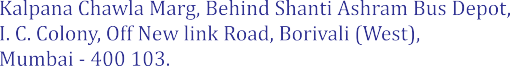 Kalpana Chawla Marg, Behind Shanti Ashram Bus Depot,
I. C. Colony, Off New link Road, Borivali (West),
Mumbai - 400 103.